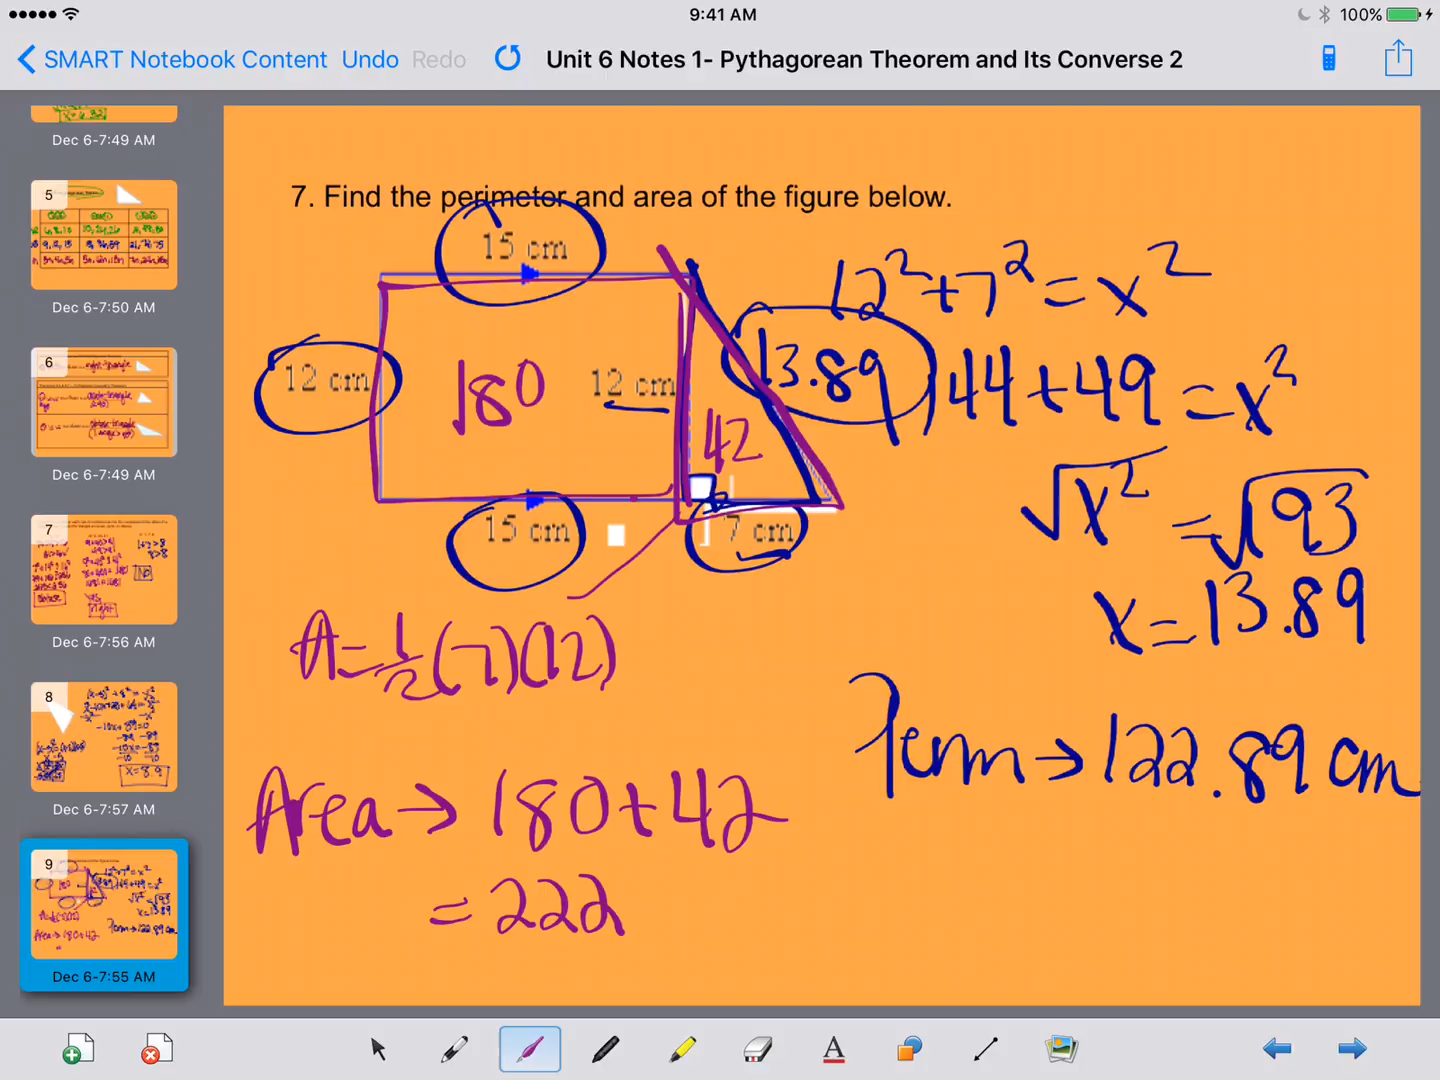 9:41 AM
100%
SMART Notebook Content Undo Redo Unit 6 Notes 1- Pythagorean Theorem and Its Converse 2
Dec 6-7:49 AM
5
Dec 6-7:50 AM
6
Dec 6-7:49 AM
7
Dec 6-7:56 AM
8
x=8.9
Dec 6-7:57 AM
9
Dec 6-7:55 AM
7. Find the perimeter and area of the figure below.
15 cm
12² + 7² = x²
12 cm
180
12 cm
13.89
144 + 49 = x²
42
√x² = √93
15 cm
7 cm
x = 13.89
A = 1/2 (7)(12)
Perm → 122.89 cm
Area → 180 + 42
= 222